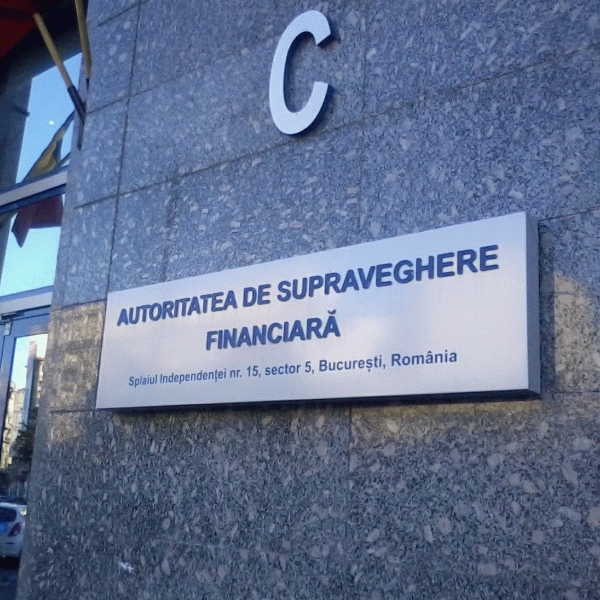 C
AUTORITATEA DE SUPRAVEGHERE
FINANCIARĂ
Splaiul Independenței nr. 15, sector 5, București, România